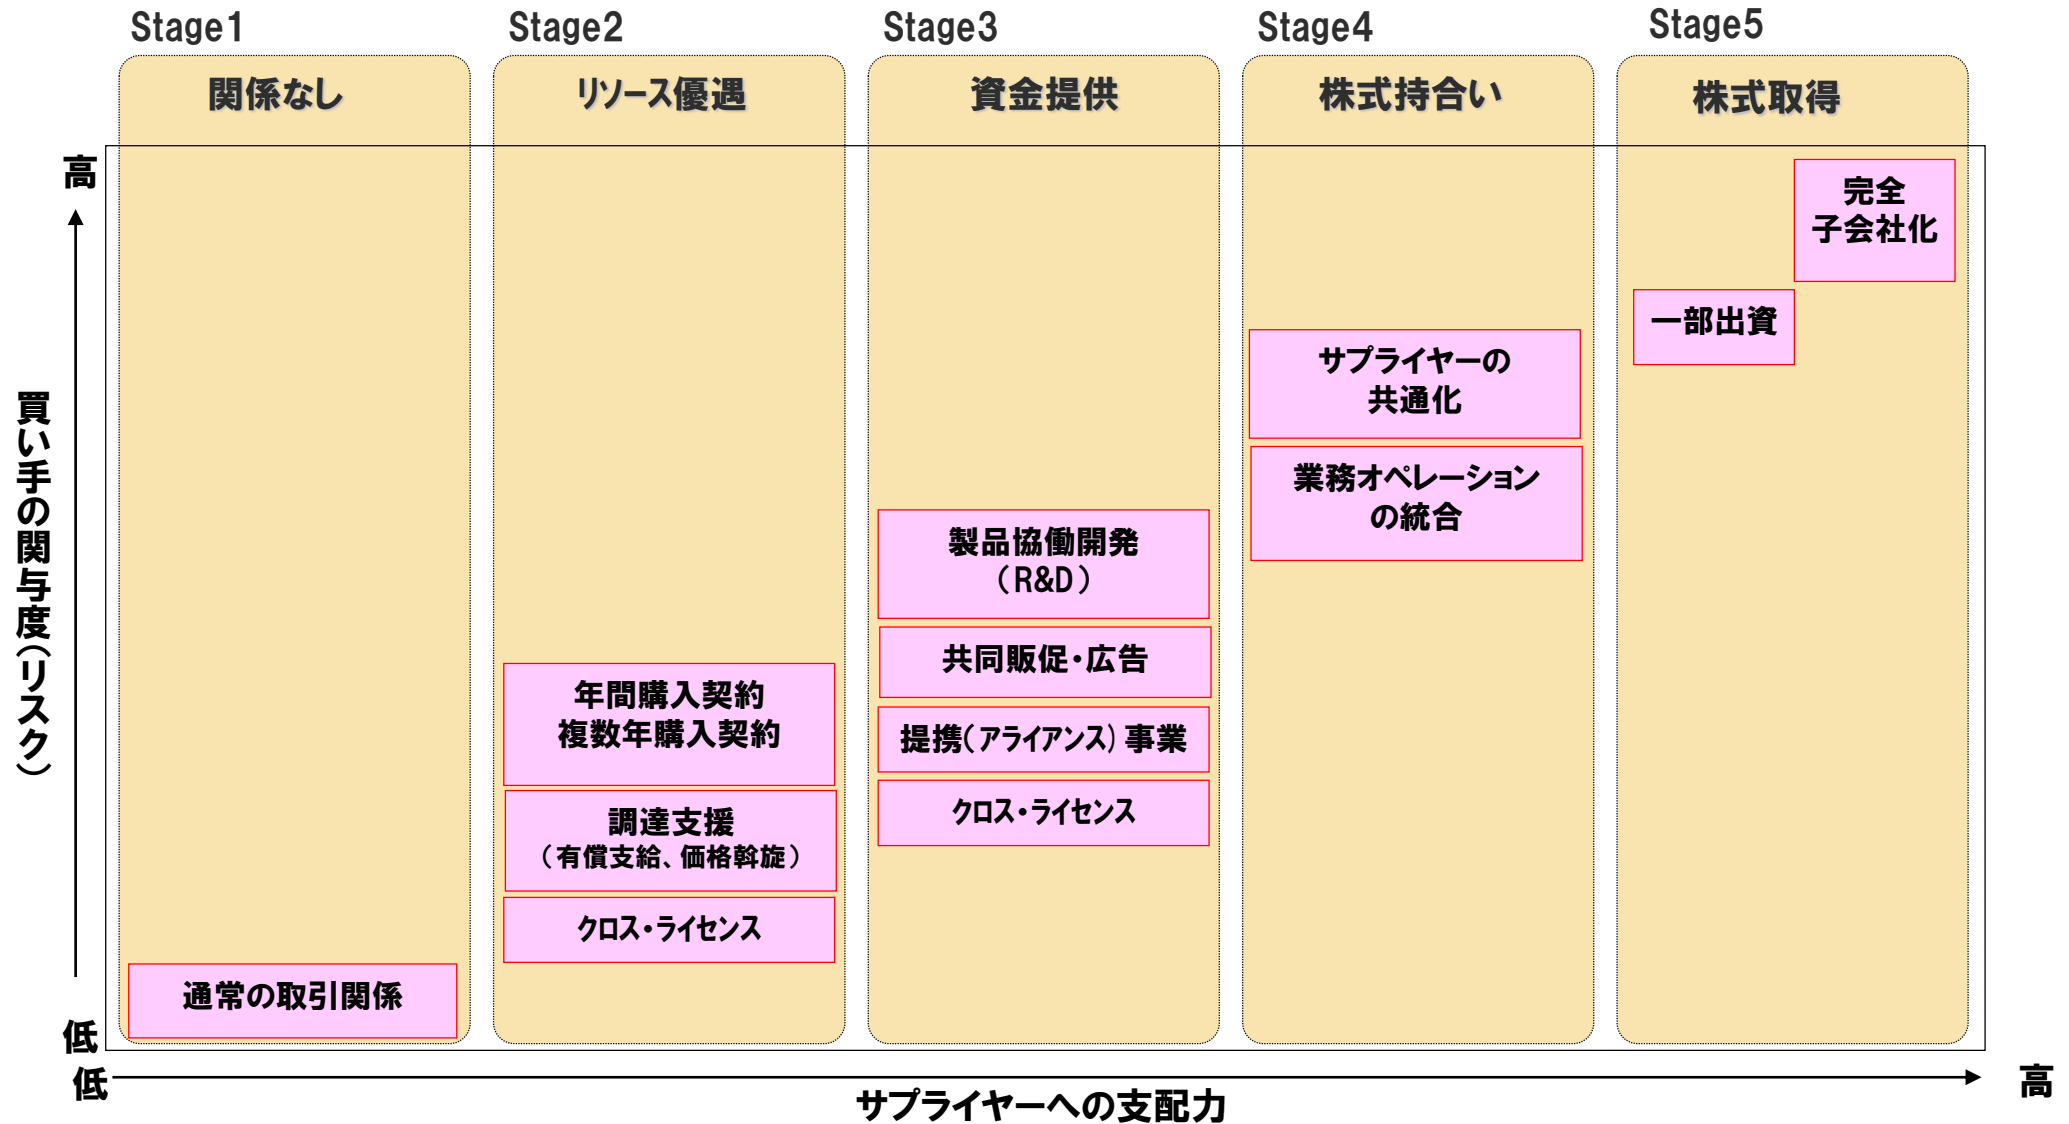 Stage1
Stage2
Stage3
Stage4
Stage5
関係なし
リソース優遇
資金提供
株式持合い
株式取得
高
買い手の関与度(リスク)
低
完全
子会社化
一部出資
サプライヤーの
共通化
業務オペレーション
の統合
製品協働開発
(R&D)
共同販促・広告
提携(アライアンス)事業
クロス・ライセンス
年間購入契約
複数年購入契約
調達支援
(有償支給、価格斡旋)
クロス・ライセンス
通常の取引関係
低
サプライヤーへの支配力
高